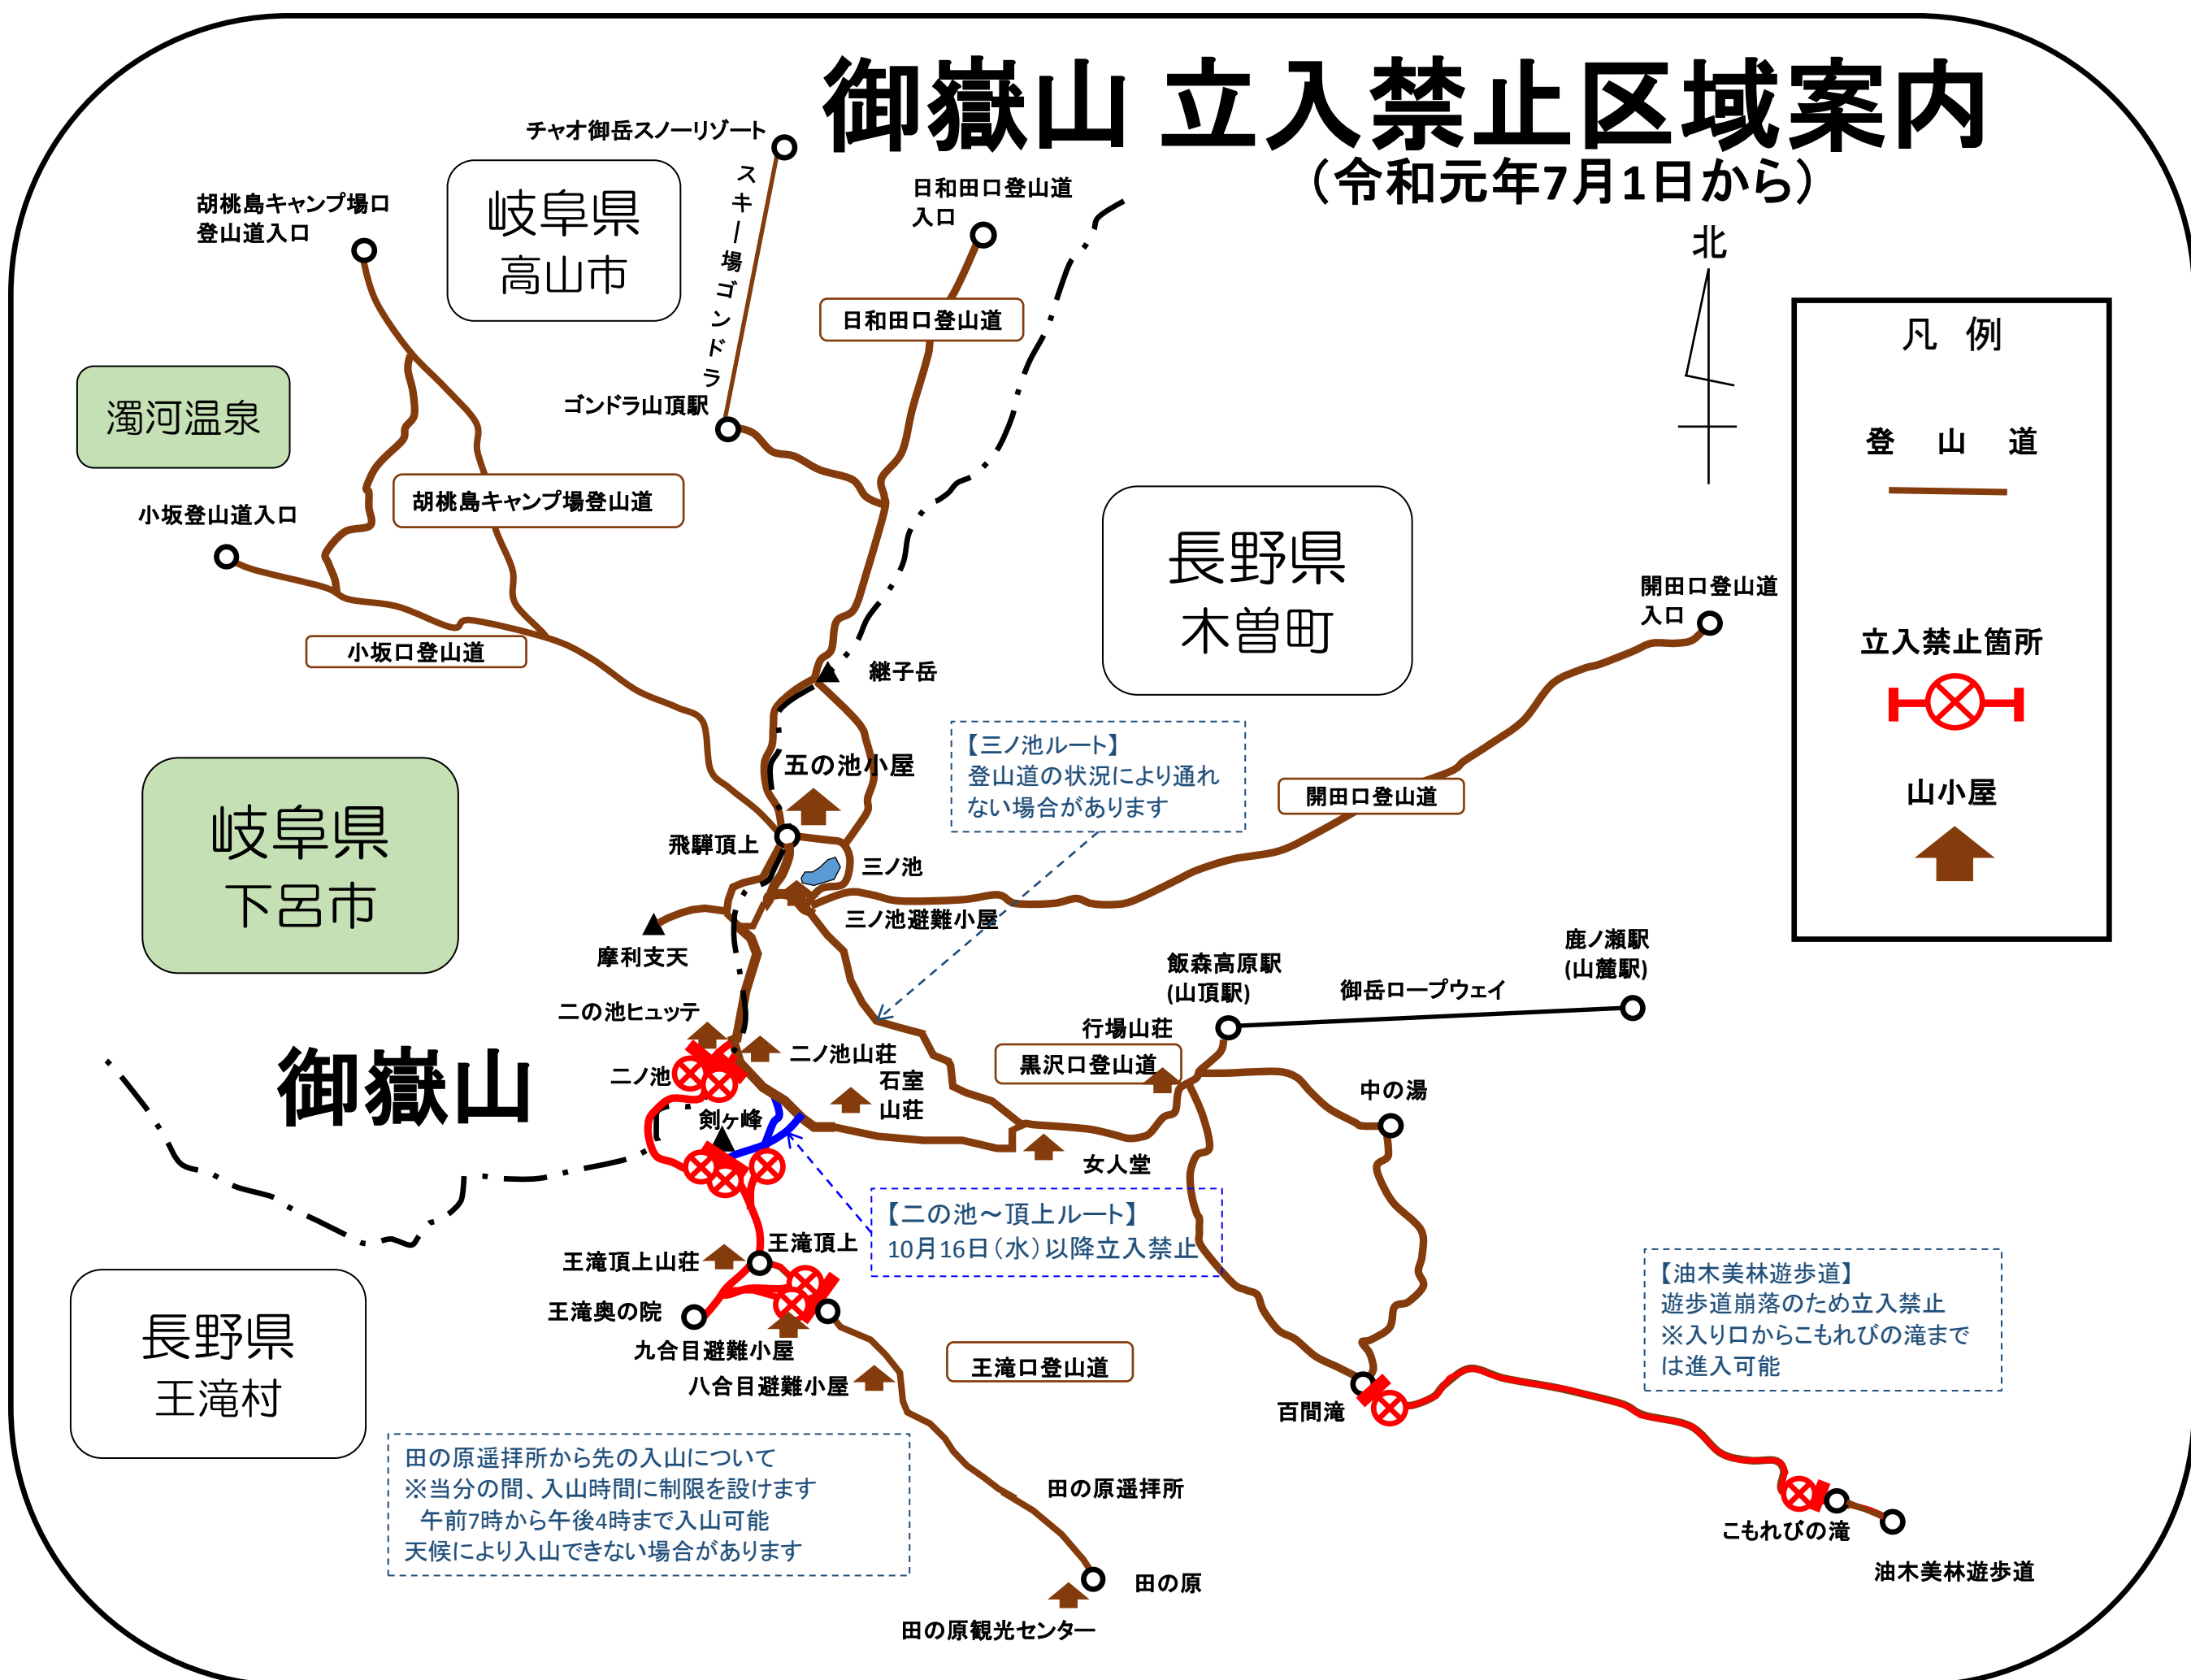 御嶽山 立入禁止区域案内
（令和元年7月1日から）
チャオ御岳スノーリゾート
スキー場ゴンドラ
ゴンドラ山頂駅
胡桃島キャンプ場口
登山道入口
岐阜県
高山市
日和田口登山道
入口
日和田口登山道
北
凡 例
登 山 道
立入禁止箇所
山小屋
濁河温泉
胡桃島キャンプ場登山道
小坂登山道入口
小坂口登山道
長野県
木曽町
開田口登山道
入口
継子岳
【三ノ池ルート】
登山道の状況により通れ
ない場合があります
五の池小屋
開田口登山道
岐阜県
下呂市
飛騨頂上
三ノ池
三ノ池避難小屋
摩利支天
飯森高原駅
(山頂駅)
御岳ロープウェイ
鹿ノ瀬駅
(山麓駅)
二の池ヒュッテ
行場山荘
御嶽山
二ノ池山荘
黒沢口登山道
二ノ池
石室
山荘
中の湯
剣ヶ峰
女人堂
【二の池～頂上ルート】
10月16日（水）以降立入禁止
王滝頂上
王滝頂上山荘
王滝奥の院
九合目避難小屋
八合目避難小屋
王滝口登山道
長野県
王滝村
【油木美林遊歩道】
遊歩道崩落のため立入禁止
※入り口からこもれびの滝まで
は進入可能
百間滝
田の原遥拝所から先の入山について
※当分の間、入山時間に制限を設けます
午前7時から午後4時まで入山可能
天候により入山できない場合があります
田の原遥拝所
こもれびの滝
油木美林遊歩道
田の原
田の原観光センター